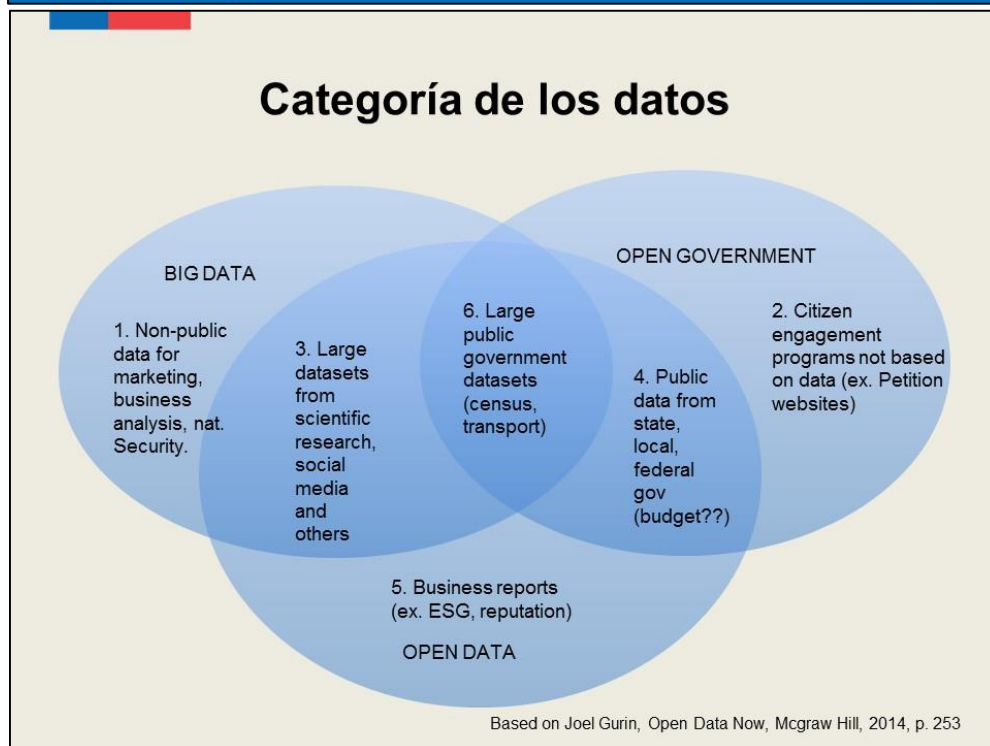 Categoría de los datos
BIG DATA
OPEN GOVERNMENT
1. Non-public
data for
marketing,
business
analysis, nat.
Security.
3. Large
datasets
from
scientific
research,
social
media
and
others
6. Large
public
government
datasets
(census,
transport)
4. Public
data from
state,
local,
federal
gov
(budget??)
2. Citizen
engagement
programs not based
on data (ex. Petition
websites)
5. Business reports
(ex. ESG, reputation)
OPEN DATA
Based on Joel Gurin, Open Data Now, Mcgraw Hill, 2014, p. 253